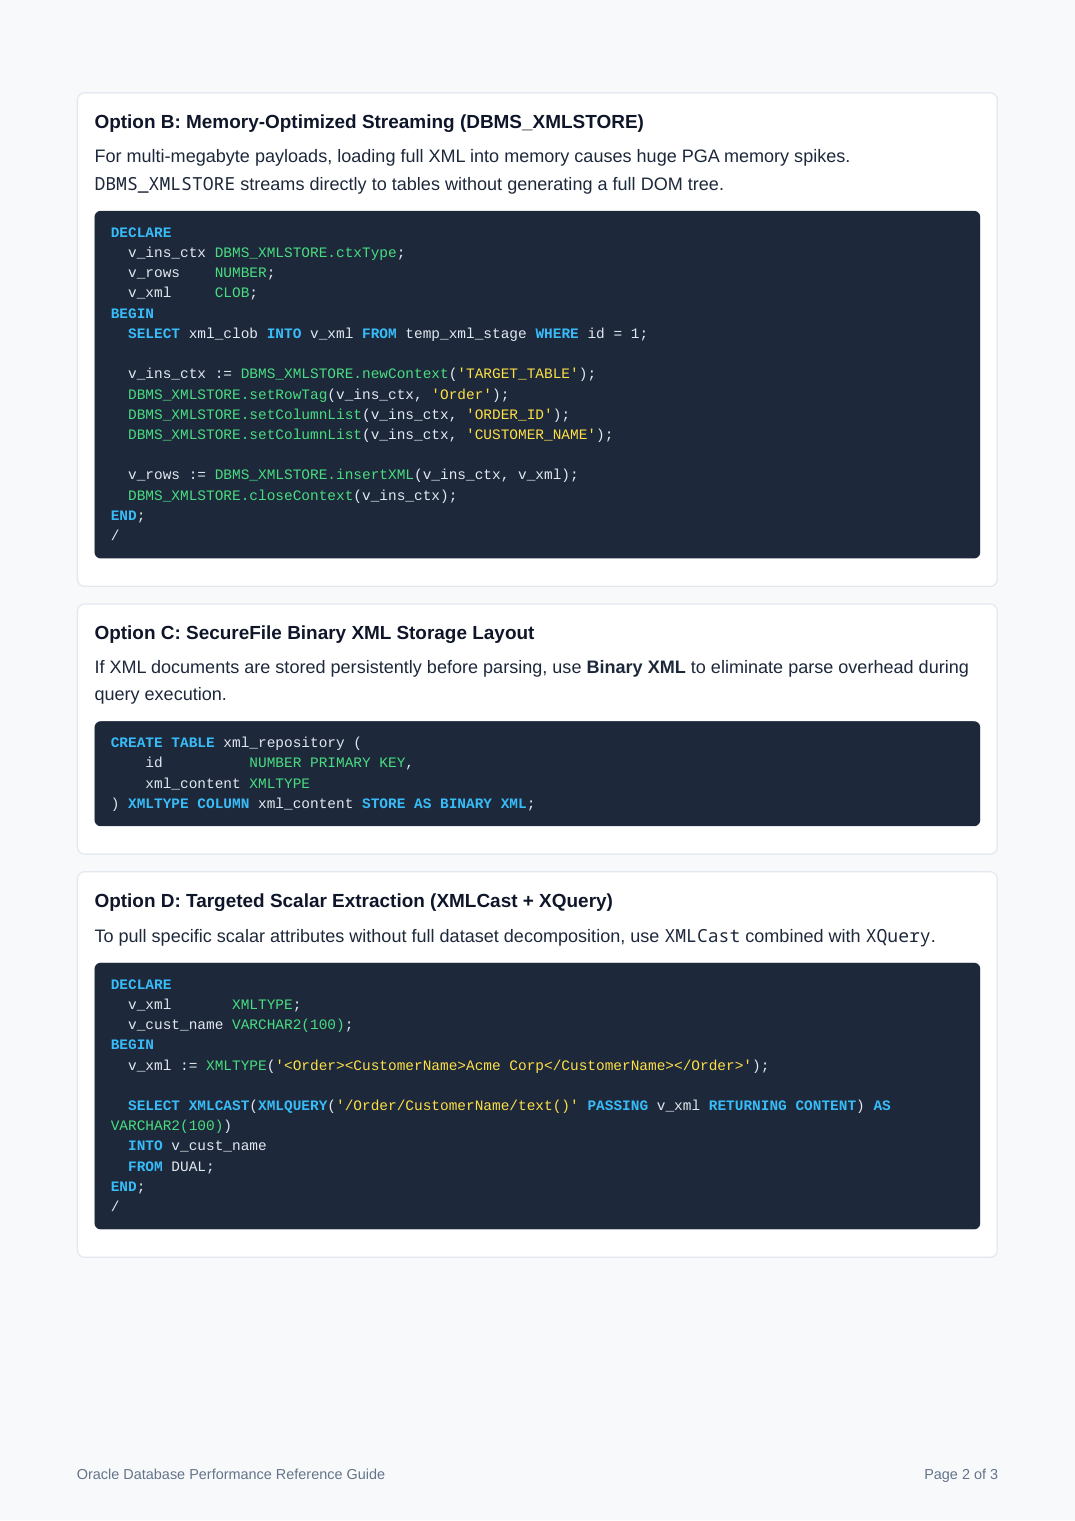 Option B: Memory-Optimized Streaming (DBMS_XMLSTORE)
For multi-megabyte payloads, loading full XML into memory causes huge PGA memory spikes.
DBMS_XMLSTORE streams directly to tables without generating a full DOM tree.
DECLARE
  v_ins_ctx DBMS_XMLSTORE.ctxType;
  v_rows    NUMBER;
  v_xml     CLOB;
BEGIN
  SELECT xml_clob INTO v_xml FROM temp_xml_stage WHERE id = 1;

  v_ins_ctx := DBMS_XMLSTORE.newContext('TARGET_TABLE');
  DBMS_XMLSTORE.setRowTag(v_ins_ctx, 'Order');
  DBMS_XMLSTORE.setColumnList(v_ins_ctx, 'ORDER_ID');
  DBMS_XMLSTORE.setColumnList(v_ins_ctx, 'CUSTOMER_NAME');

  v_rows := DBMS_XMLSTORE.insertXML(v_ins_ctx, v_xml);
  DBMS_XMLSTORE.closeContext(v_ins_ctx);
END;
/
Option C: SecureFile Binary XML Storage Layout
If XML documents are stored persistently before parsing, use Binary XML to eliminate parse overhead during
query execution.
CREATE TABLE xml_repository (
    id          NUMBER PRIMARY KEY,
    xml_content XMLTYPE
) XMLTYPE COLUMN xml_content STORE AS BINARY XML;
Option D: Targeted Scalar Extraction (XMLCast + XQuery)
To pull specific scalar attributes without full dataset decomposition, use XMLCast combined with XQuery.
DECLARE
  v_xml       XMLTYPE;
  v_cust_name VARCHAR2(100);
BEGIN
  v_xml := XMLTYPE('<Order><CustomerName>Acme Corp</CustomerName></Order>');

  SELECT XMLCAST(XMLQUERY('/Order/CustomerName/text()' PASSING v_xml RETURNING CONTENT) AS
VARCHAR2(100))
  INTO v_cust_name
  FROM DUAL;
END;
/
Oracle Database Performance Reference Guide
Page 2 of 3